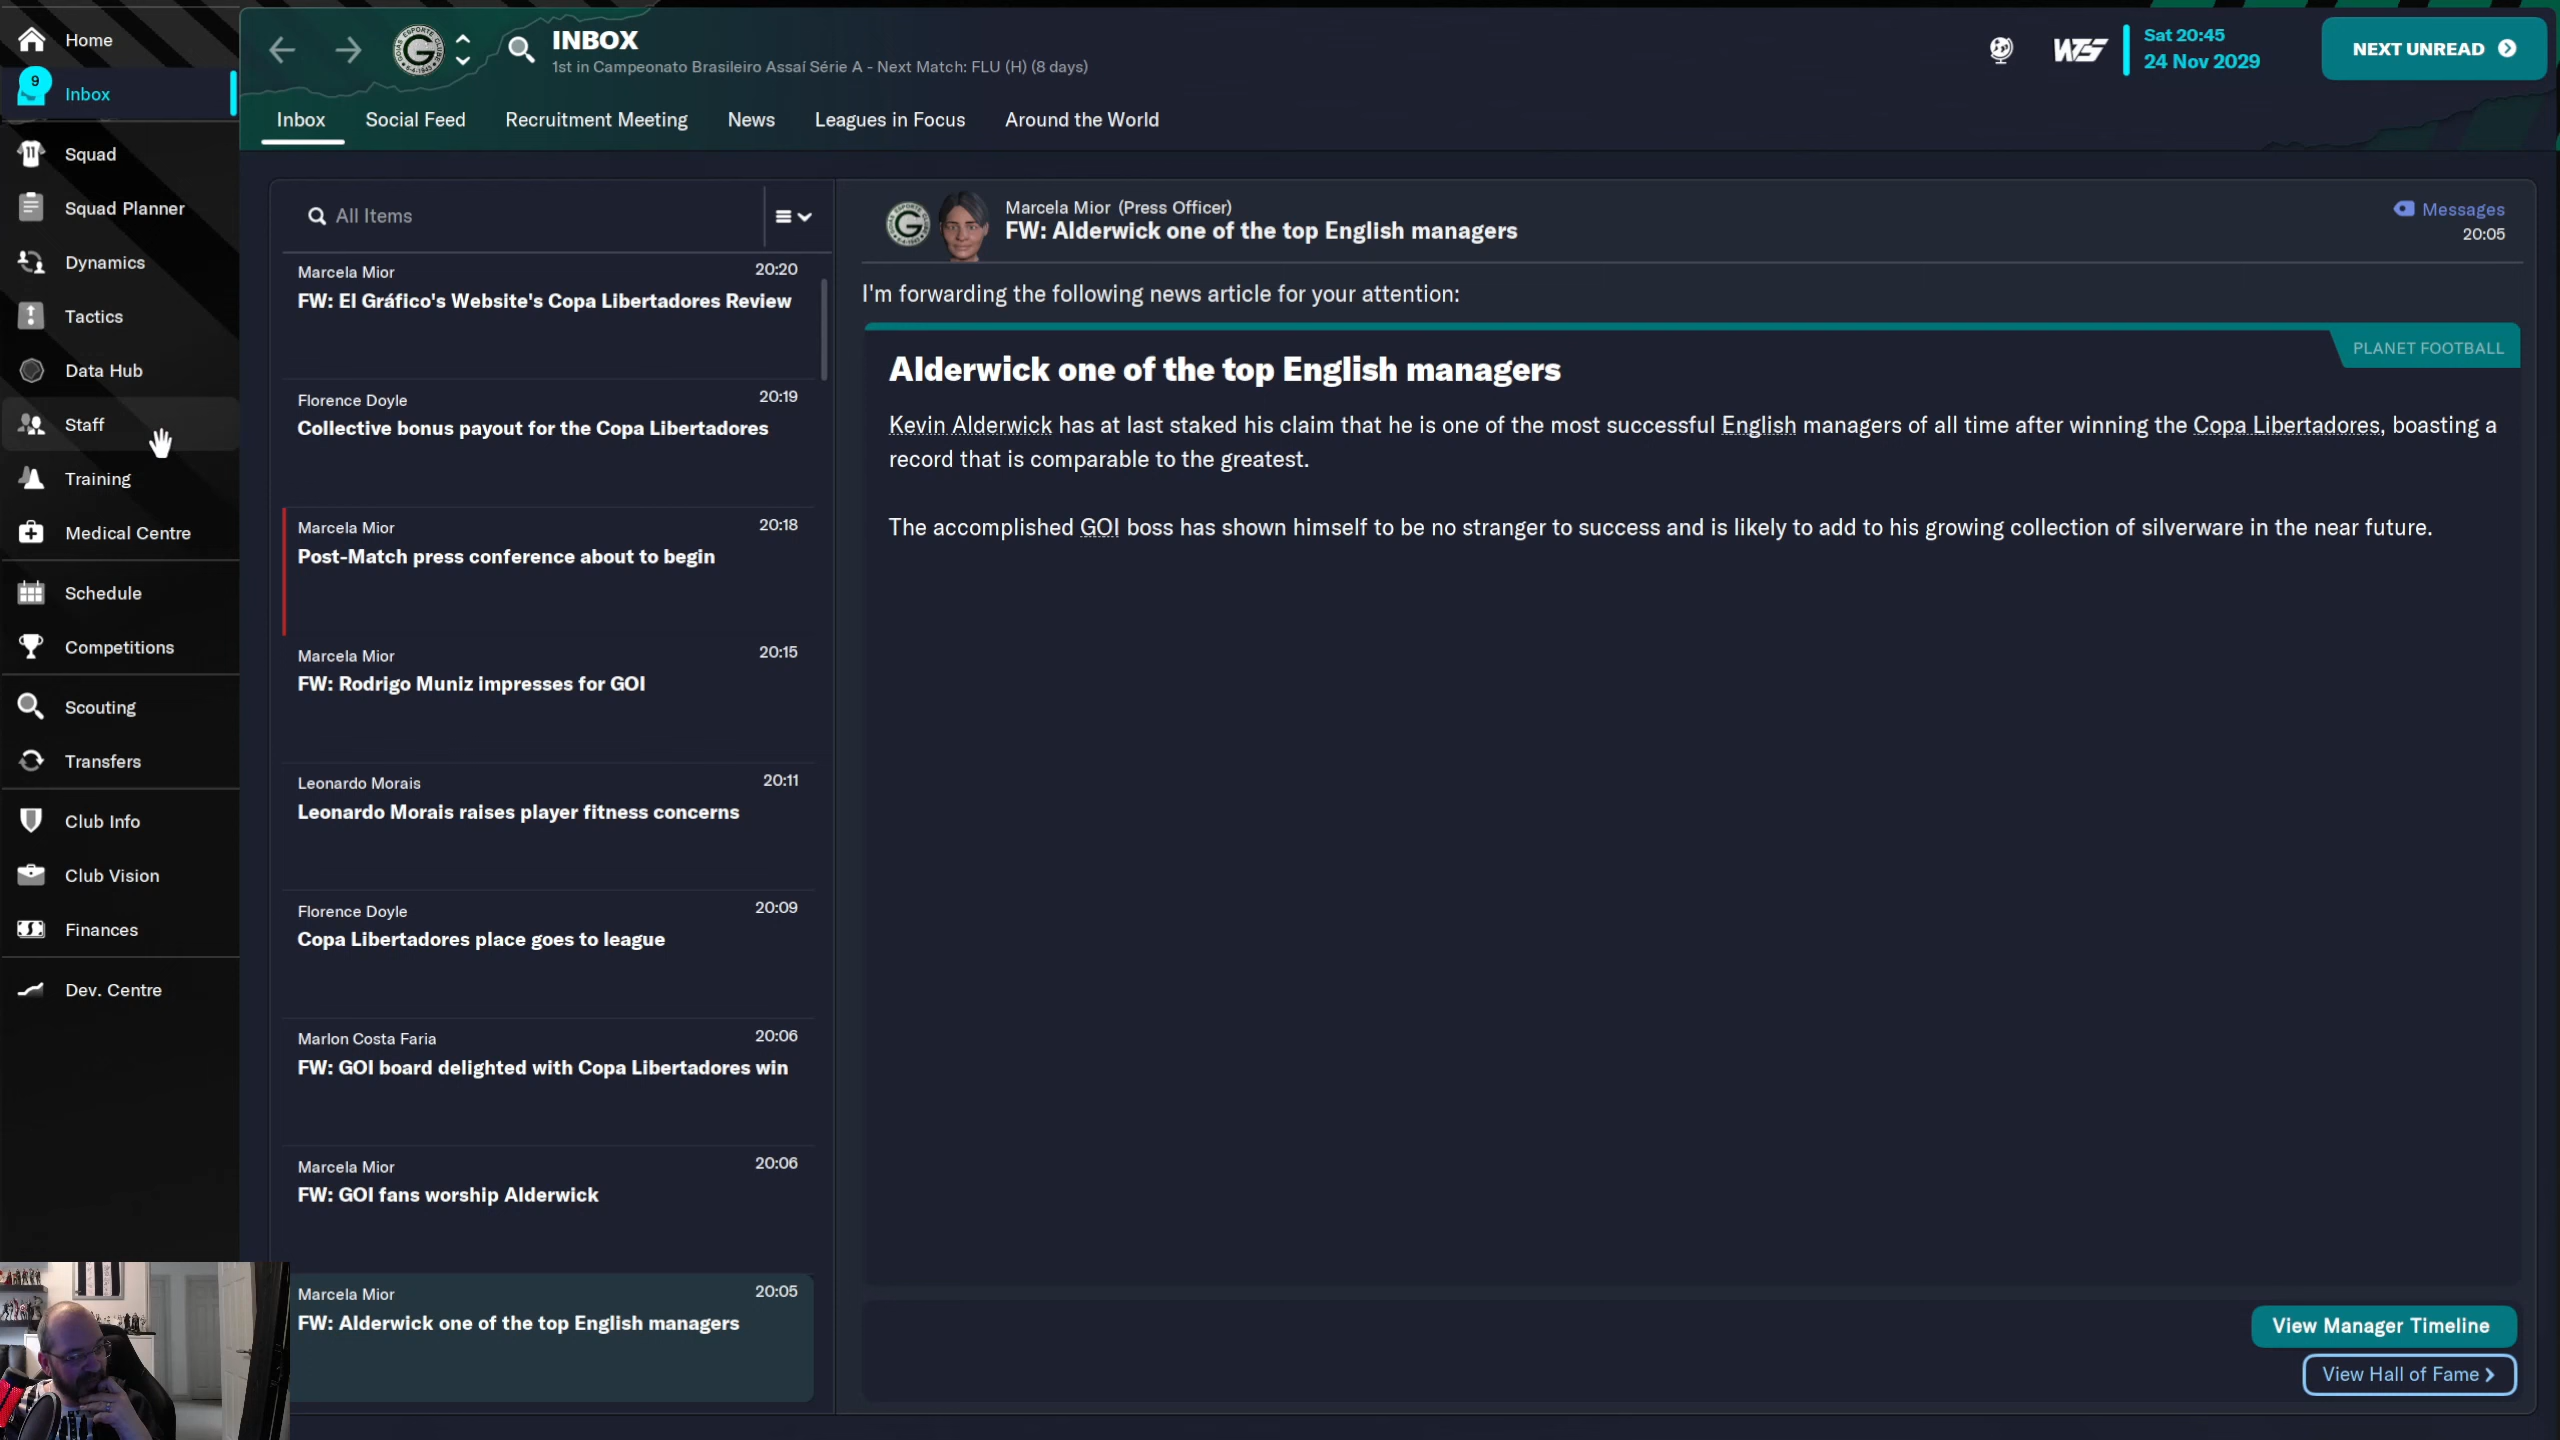 Home
9
Inbox
11
Squad
Squad Planner
Dynamics
Tactics
Data Hub
Staff
Training
Medical Centre
Schedule
Competitions
Scouting
Transfers
Club Info
Club Vision
Finances
Dev. Centre
INBOX
1st in Campeonato Brasileiro Assaí Série A - Next Match: FLU (H) (8 days)
Sat 20:45
24 Nov 2029
NEXT UNREAD
Inbox
Social Feed
Recruitment Meeting
News
Leagues in Focus
Around the World
All Items
Marcela Mior
20:20
FW: El Gráfico's Website's Copa Libertadores Review
Florence Doyle
20:19
Collective bonus payout for the Copa Libertadores
Marcela Mior
20:18
Post-Match press conference about to begin
Marcela Mior
20:15
FW: Rodrigo Muniz impresses for GOI
Leonardo Morais
20:11
Leonardo Morais raises player fitness concerns
Florence Doyle
20:09
Copa Libertadores place goes to league
Marlon Costa Faria
20:06
FW: GOI board delighted with Copa Libertadores win
Marcela Mior
20:06
FW: GOI fans worship Alderwick
Marcela Mior
20:05
FW: Alderwick one of the top English managers
Marcela Mior (Press Officer)
FW: Alderwick one of the top English managers
Messages
20:05
I'm forwarding the following news article for your attention:
PLANET FOOTBALL
Alderwick one of the top English managers
Kevin Alderwick has at last staked his claim that he is one of the most successful English managers of all time after winning the Copa Libertadores, boasting a
record that is comparable to the greatest.
The accomplished GOI boss has shown himself to be no stranger to success and is likely to add to his growing collection of silverware in the near future.
View Manager Timeline
View Hall of Fame